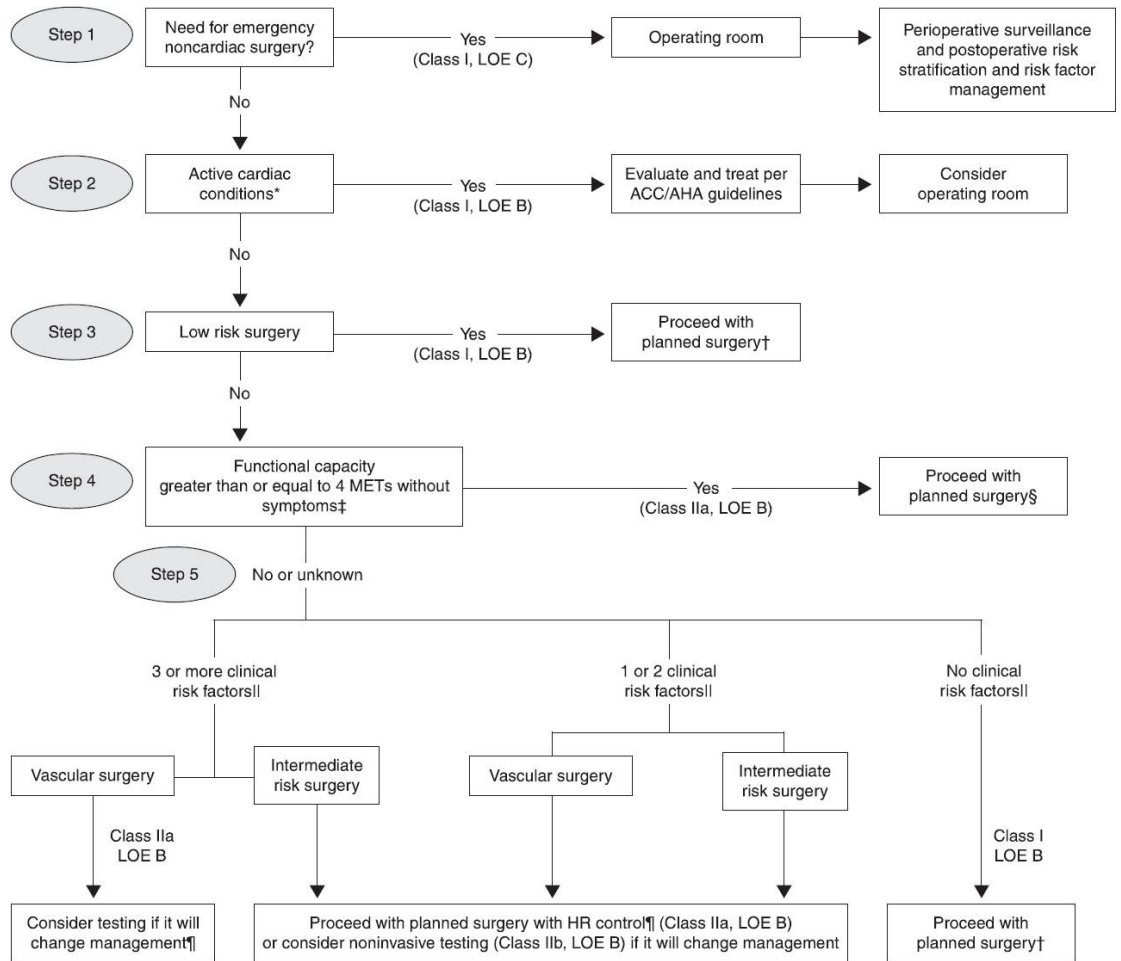 Step 1
Need for emergency
noncardiac surgery?
Yes
(Class I, LOE C)
Operating room
Perioperative surveillance
and postoperative risk
stratification and risk factor
management
No
Step 2
Active cardiac
conditions*
Yes
(Class I, LOE B)
Evaluate and treat per
ACC/AHA guidelines
Consider
operating room
No
Step 3
Low risk surgery
Yes
(Class I, LOE B)
Proceed with
planned surgery†
No
Step 4
Functional capacity
greater than or equal to 4 METs without
symptoms‡
Yes
(Class IIa, LOE B)
Proceed with
planned surgery§
Step 5
No or unknown
3 or more clinical
risk factors||
1 or 2 clinical
risk factors||
No clinical
risk factors||
Vascular surgery
Intermediate
risk surgery
Vascular surgery
Intermediate
risk surgery
Class IIa
LOE B
Class I
LOE B
Consider testing if it will
change management¶
Proceed with planned surgery with HR control¶ (Class IIa, LOE B)
or consider noninvasive testing (Class IIb, LOE B) if it will change management
Proceed with
planned surgery†